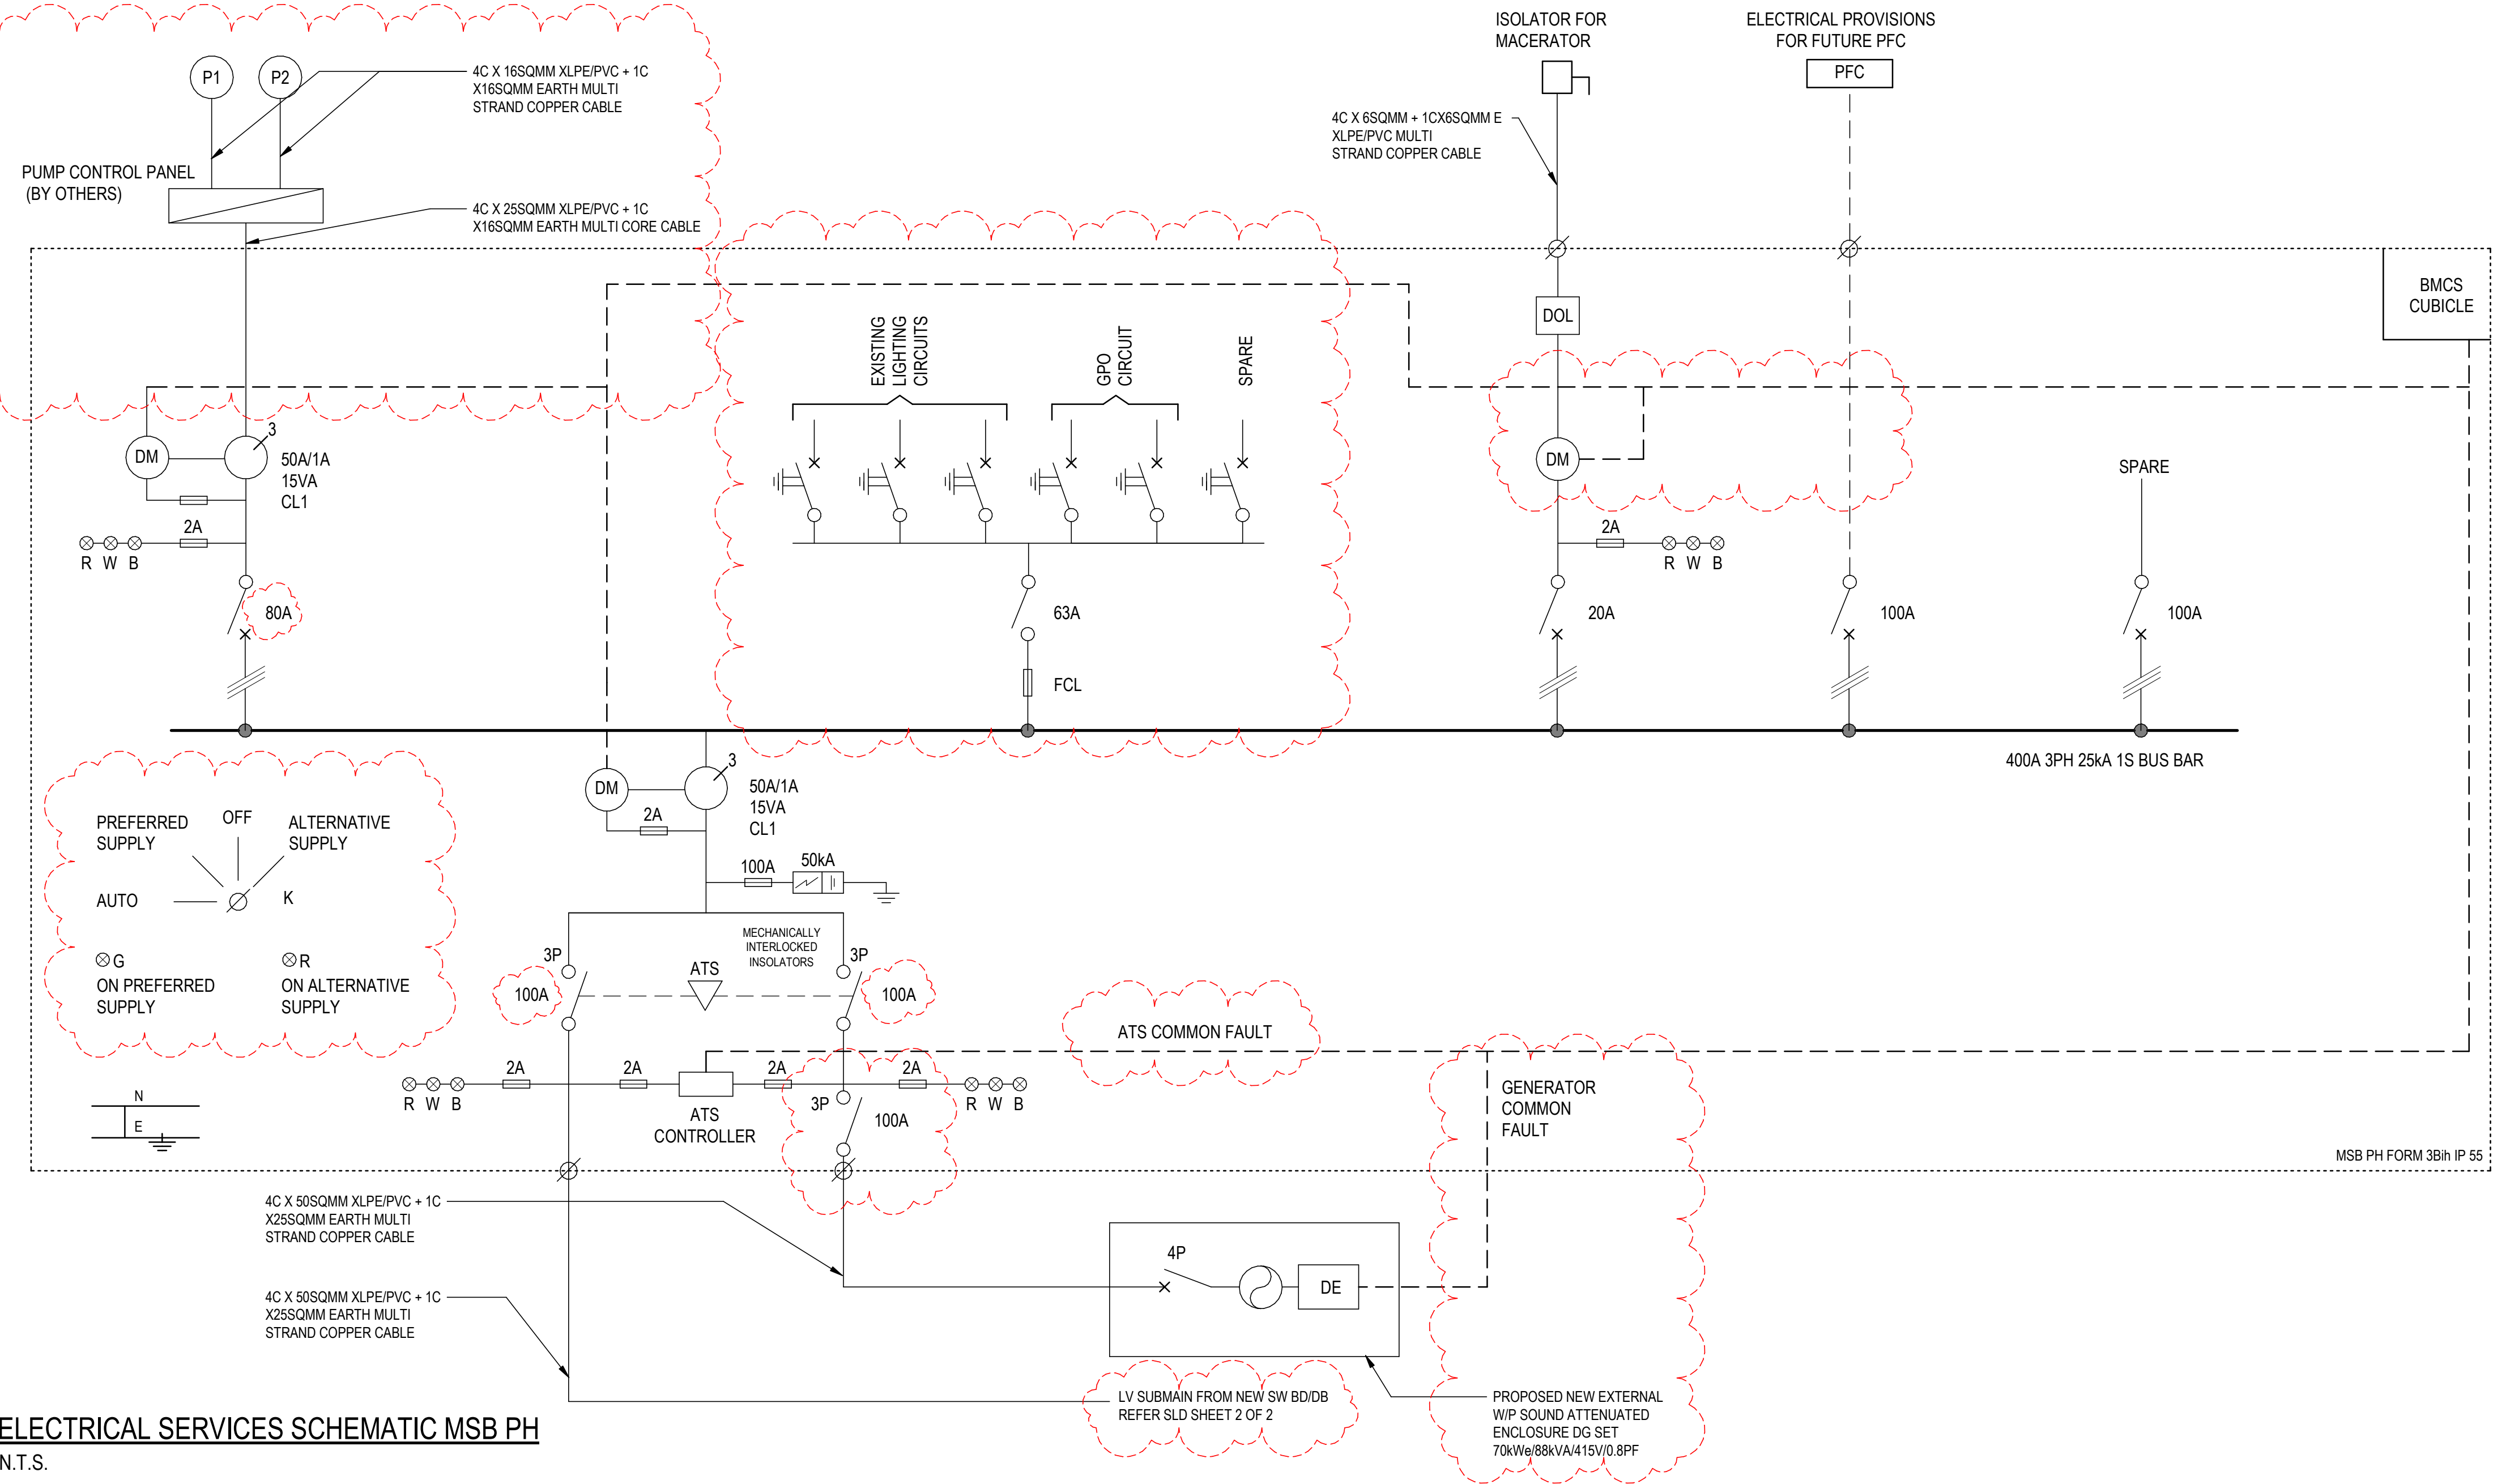 ISOLATOR FOR
MACERATOR
ELECTRICAL PROVISIONS
FOR FUTURE PFC
PFC
P1
P2
4C X 16SQMM XLPE/PVC + 1C
X16SQMM EARTH MULTI
STRAND COPPER CABLE
4C X 6SQMM + 1CX6SQMM E
XLPE/PVC MULTI
STRAND COPPER CABLE
PUMP CONTROL PANEL
(BY OTHERS)
4C X 25SQMM XLPE/PVC + 1C
X16SQMM EARTH MULTI CORE CABLE
BMCS
CUBICLE
DOL
EXISTING
LIGHTING
CIRCUITS
GPO
CIRCUIT
SPARE
3
DM
50A/1A
15VA
CL1
DM
SPARE
2A
R W B
2A
R W B
80A
63A
20A
100A
100A
FCL
400A 3PH 25kA 1S BUS BAR
3
DM
50A/1A
15VA
CL1
2A
PREFERRED
SUPPLY
OFF
ALTERNATIVE
SUPPLY
AUTO
K
100A
50kA
G
ON PREFERRED
SUPPLY
R
ON ALTERNATIVE
SUPPLY
MECHANICALLY
INTERLOCKED
INSOLATORS
3P
3P
ATS
100A
100A
ATS COMMON FAULT
2A
2A
2A
2A
R W B
R W B
ATS
CONTROLLER
3P
100A
GENERATOR
COMMON
FAULT
N
E
MSB PH FORM 3Bih IP 55
4C X 50SQMM XLPE/PVC + 1C
X25SQMM EARTH MULTI
STRAND COPPER CABLE
4P
DE
4C X 50SQMM XLPE/PVC + 1C
X25SQMM EARTH MULTI
STRAND COPPER CABLE
LV SUBMAIN FROM NEW SW BD/DB
REFER SLD SHEET 2 OF 2
PROPOSED NEW EXTERNAL
W/P SOUND ATTENUATED
ENCLOSURE DG SET
70kWe/88kVA/415V/0.8PF
ELECTRICAL SERVICES SCHEMATIC MSB PH
N.T.S.